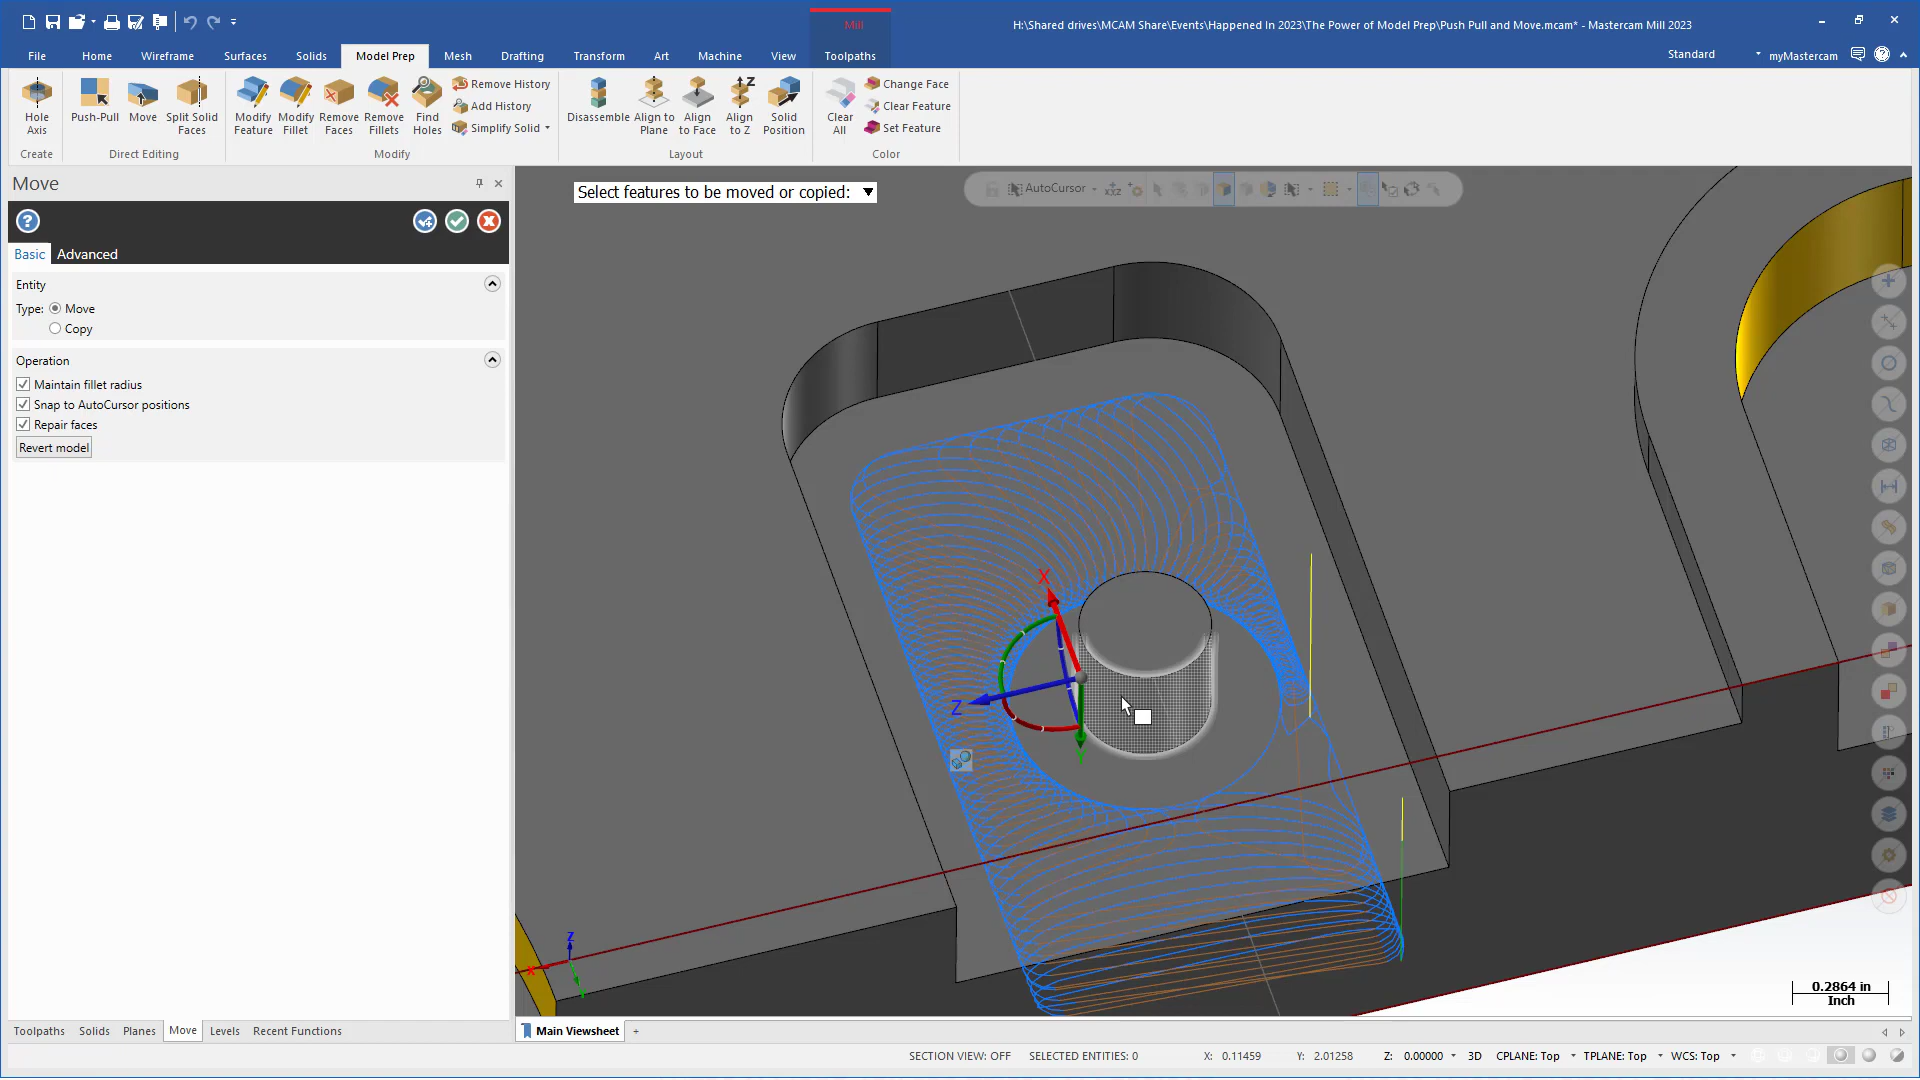 Mill
H:\Shared drives\MCAM Share\Events\Happened In 2023\The Power of Model Prep\Push Pull and Move.mcam* - Mastercam Mill 2023
File Home Wireframe Surfaces Solids Model Prep Mesh Drafting Transform Art Machine View Toolpaths
Standard myMastercam
Hole Axis
Push-Pull
Move
Split Solid Faces
Modify Feature
Modify Fillet
Remove Faces
Remove Fillets
Find Holes
Remove History
Add History
Simplify Solid
Disassemble
Align to Plane
Align to Face
Align to Z
Solid Position
Clear All
Change Face
Clear Feature
Set Feature
Create Direct Editing Modify Layout Color
Move
Select features to be moved or copied:
AutoCursor
Basic Advanced
Entity
Type: Move
Copy
Operation
Maintain fillet radius
Snap to AutoCursor positions
Repair faces
Revert model
X
Z
Y
Z
X
0.2864 in
Inch
Toolpaths Solids Planes Move Levels Recent Functions
Main Viewsheet +
SECTION VIEW: OFF SELECTED ENTITIES: 0 X: 0.11459 Y: 2.01258 Z: 0.00000 3D CPLANE: Top TPLANE: Top WCS: Top